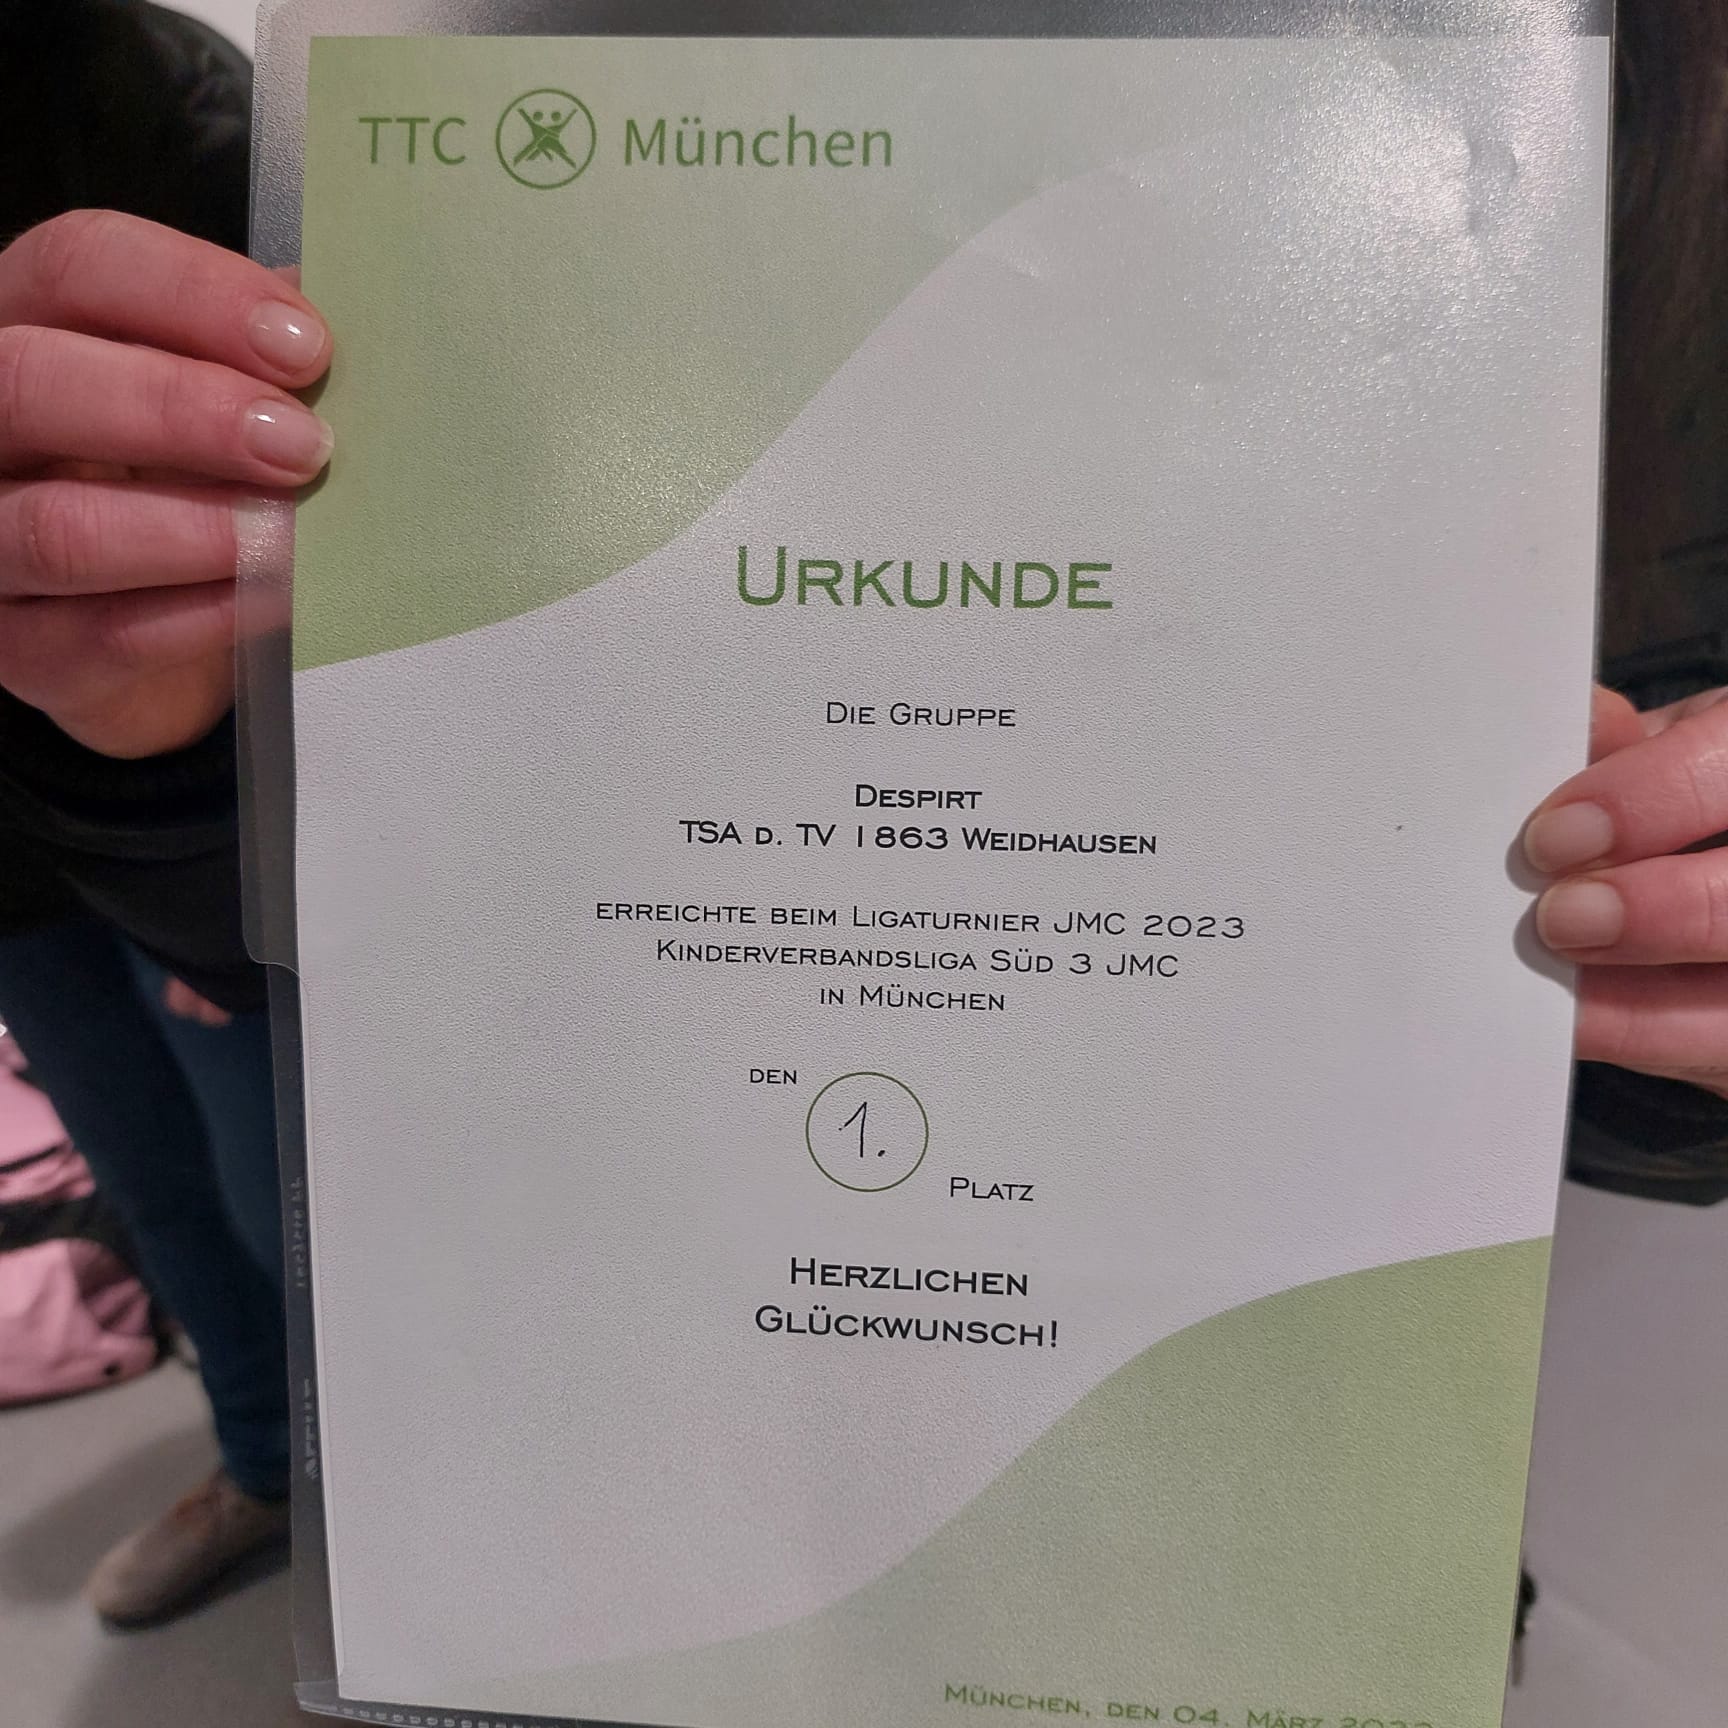 TTC München
URKUNDE
DIE GRUPPE
DESPIRT
TSA D. TV 1863 WEIDHAUSEN
ERREICHTE BEIM LIGATURNIER JMC 2023
KINDERVERBANDSLIGA SÜD 3 JMC
IN MÜNCHEN
DEN
1.
PLATZ
HERZLICHEN
GLÜCKWUNSCH!
MÜNCHEN, DEN 04. MÄRZ